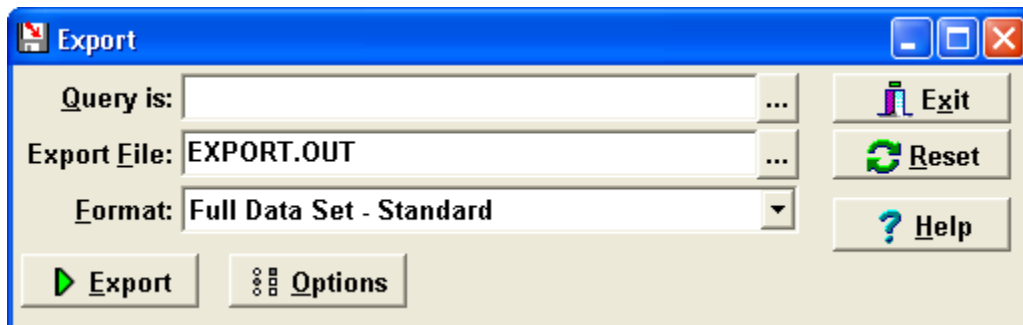 Export
Query is: ... Exit
Export File: EXPORT.OUT ... Reset
Format: Full Data Set - Standard Help
Export Options